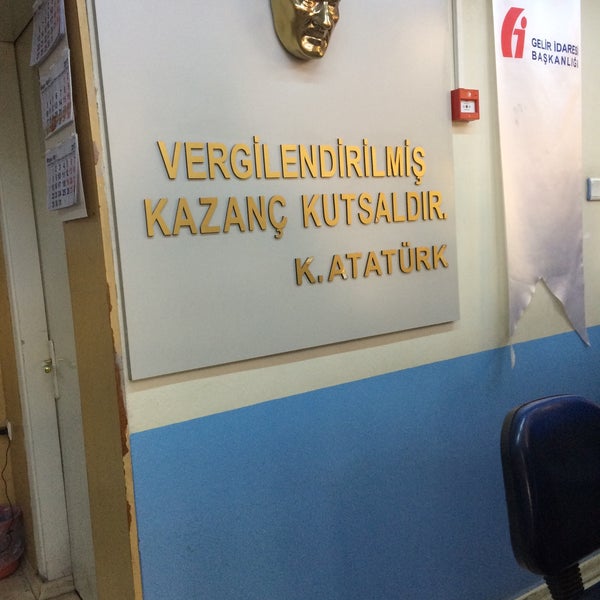 GELİR İDARESİ
BAŞKANLIĞI
VERGİLENDİRİLMİŞ
KAZANÇ KUTSALDIR.
K. ATATÜRK